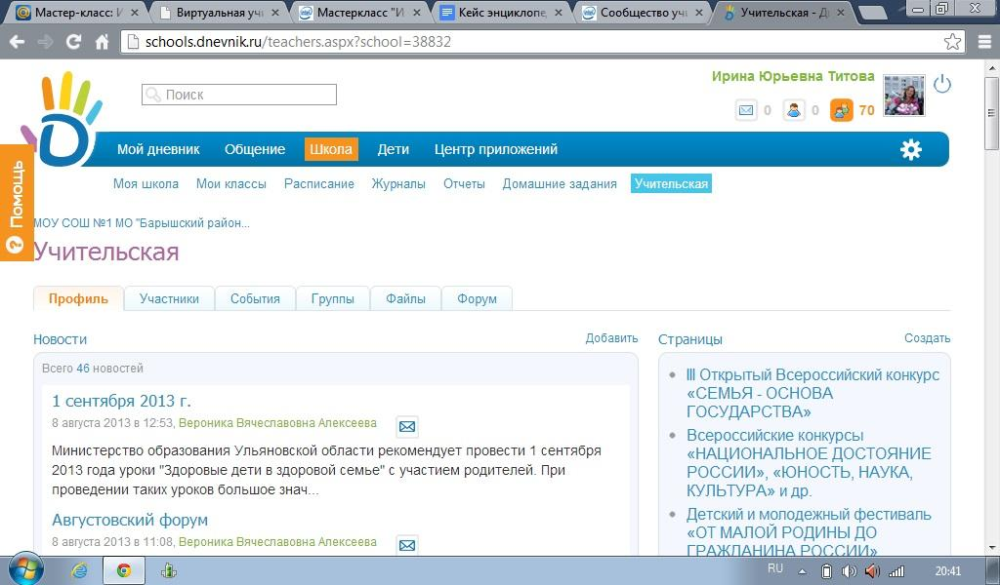 Мастер-класс: И
Виртуальная учи
Мастеркласс "И
Кейс энциклопе
Сообщество учи
Учительская - Дн
schools.dnevnik.ru/teachers.aspx?school=38832
Ирина Юрьевна Титова
Поиск
0
0
70
Мой дневник Общение Школа Дети Центр приложений
Моя школа Мои классы Расписание Журналы Отчеты Домашние задания Учительская
Помощь
МОУ СОШ №1 МО "Барышский район...
Учительская
Профиль Участники События Группы Файлы Форум
Новости Добавить
Всего 46 новостей
1 сентября 2013 г.
8 августа 2013 в 12:53, Вероника Вячеславовна Алексеева
Министерство образования Ульяновской области рекомендует провести 1 сентября
2013 года уроки "Здоровые дети в здоровой семье" с участием родителей. При
проведении таких уроков большое знач...
Августовский форум
8 августа 2013 в 11:08, Вероника Вячеславовна Алексеева
Страницы Создать
III Открытый Всероссийский конкурс
«СЕМЬЯ - ОСНОВА
ГОСУДАРСТВА»
Всероссийские конкурсы
«НАЦИОНАЛЬНОЕ ДОСТОЯНИЕ
РОССИИ», «ЮНОСТЬ, НАУКА,
КУЛЬТУРА» и др.
Детский и молодежный фестиваль
«ОТ МАЛОЙ РОДИНЫ ДО
ГРАЖДАНИНА РОССИИ»
RU
20:41